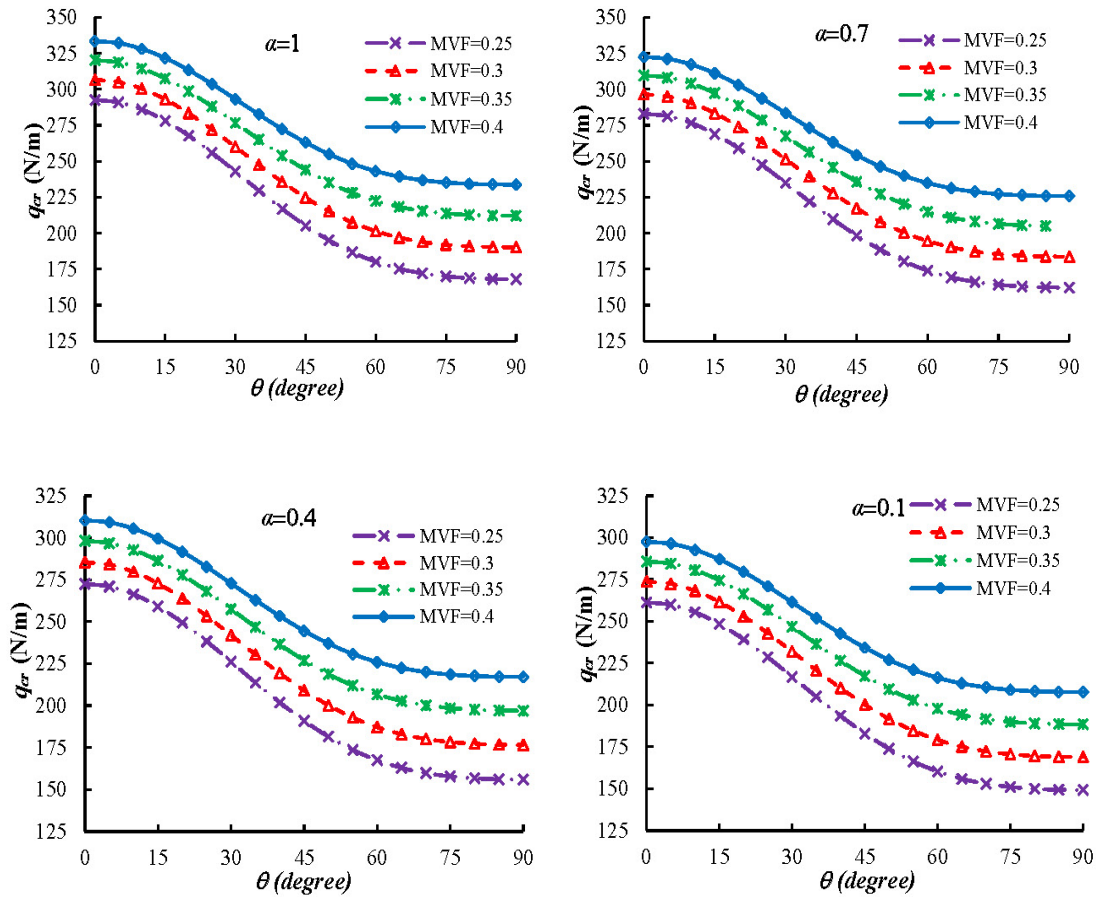 α=1
MVF=0.25
MVF=0.3
MVF=0.35
MVF=0.4
350
325
300
275
250
225
200
175
150
125
qcr (N/m)
0 15 30 45 60 75 90
θ (degree)
α=0.7
MVF=0.25
MVF=0.3
MVF=0.35
MVF=0.4
350
325
300
275
250
225
200
175
150
125
qcr (N/m)
0 15 30 45 60 75 90
θ (degree)
α=0.4
MVF=0.25
MVF=0.3
MVF=0.35
MVF=0.4
325
300
275
250
225
200
175
150
125
qcr (N/m)
0 15 30 45 60 75 90
θ (degree)
α=0.1
MVF=0.25
MVF=0.3
MVF=0.35
MVF=0.4
325
300
275
250
225
200
175
150
125
qcr (N/m)
0 15 30 45 60 75 90
θ (degree)